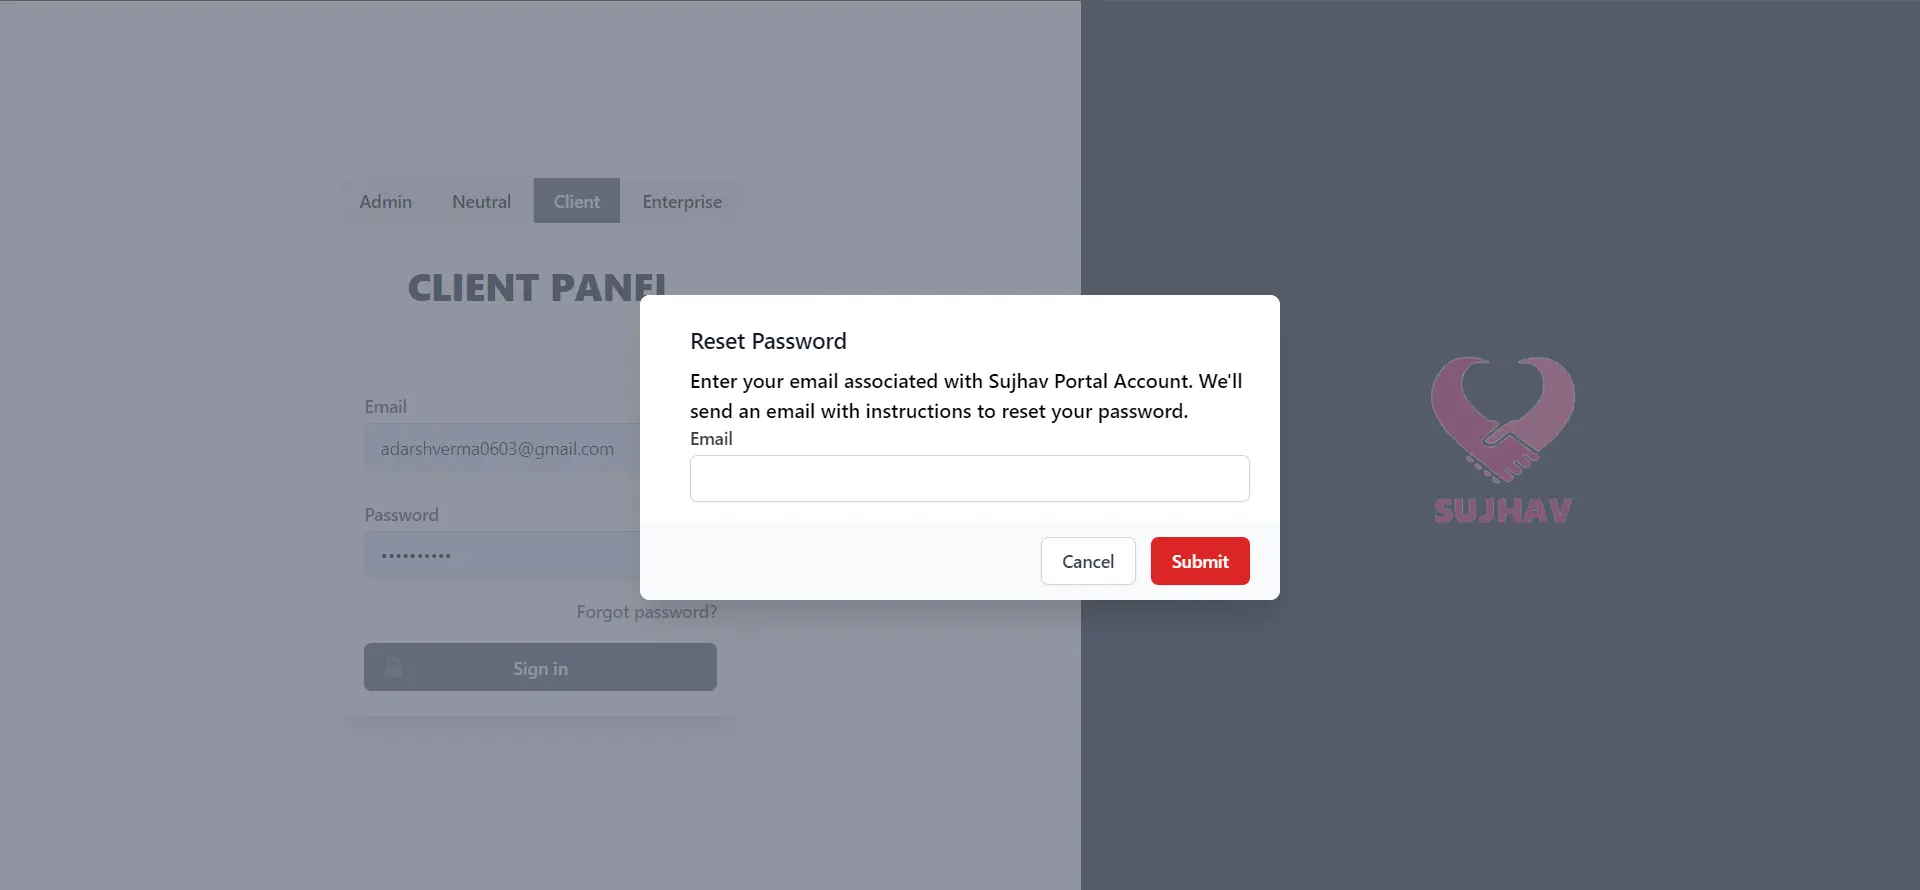 Admin Neutral Client Enterprise
CLIENT PANEL
Reset Password
Enter your email associated with Sujhav Portal Account. We'll
send an email with instructions to reset your password.
Email
Cancel Submit
Email
adarshverma0603@gmail.com
Password
••••••••••
Forgot password?
Sign in
SUJHAV